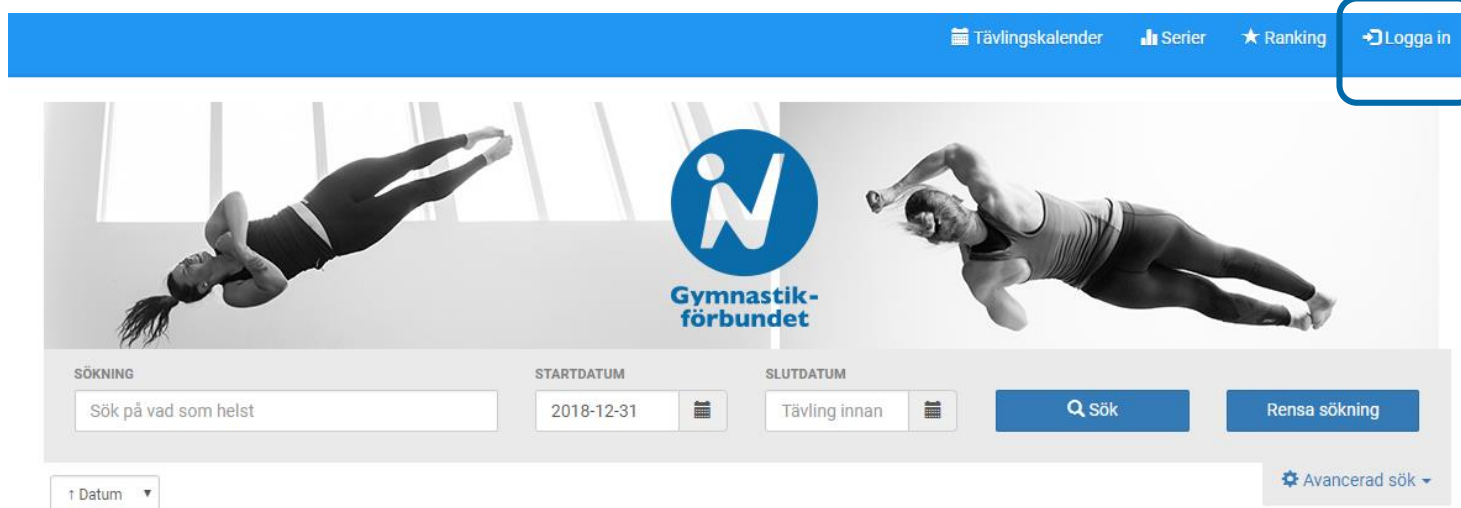 Tävlingskalender Serier Ranking Logga in
Gymnastik-
förbundet
SÖKNING STARTDATUM SLUTDATUM
Sök på vad som helst 2018-12-31 Tävling innan Sök Rensa sökning
↑ Datum ▼ Avancerad sök